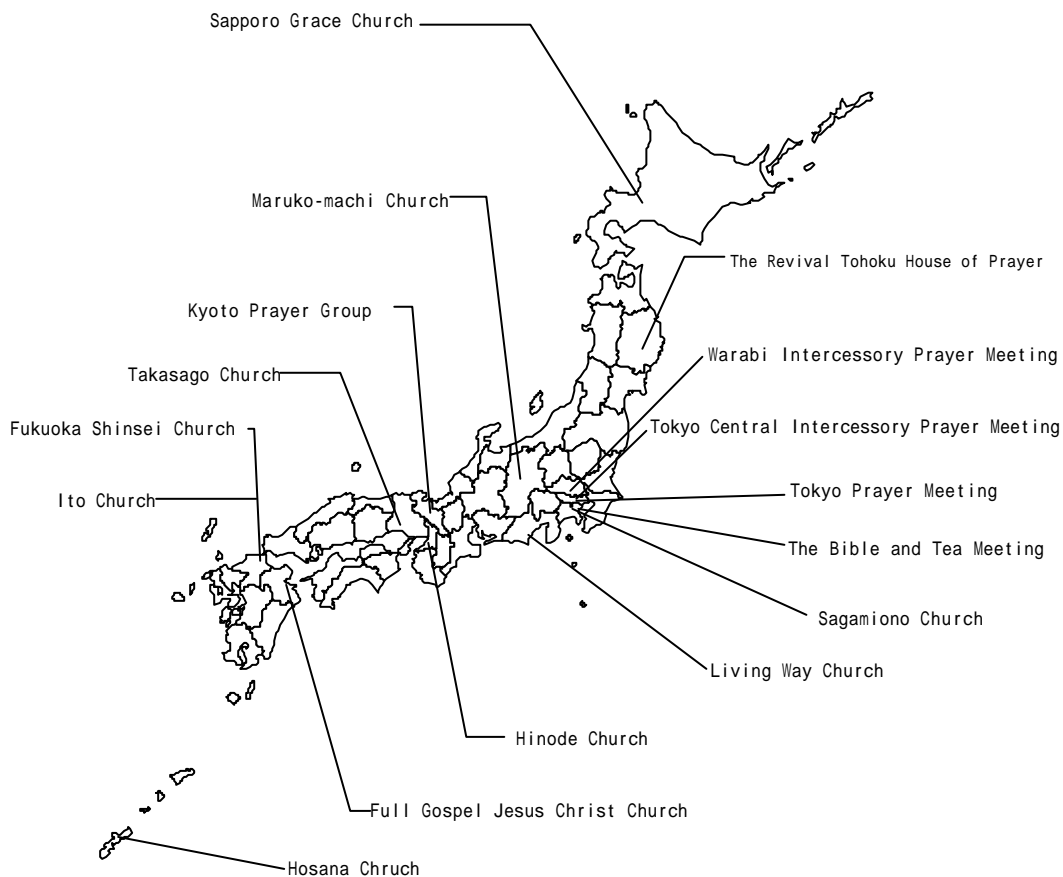 Sapporo Grace Church
Maruko-machi Church
The Revival Tohoku House of Prayer
Kyoto Prayer Group
Warabi Intercessory Prayer Meeting
Takasago Church
Fukuoka Shinsei Church
Tokyo Central Intercessory Prayer Meeting
Ito Church
Tokyo Prayer Meeting
The Bible and Tea Meeting
Sagamiono Church
Living Way Church
Hinode Church
Full Gospel Jesus Christ Church
Hosana Chruch